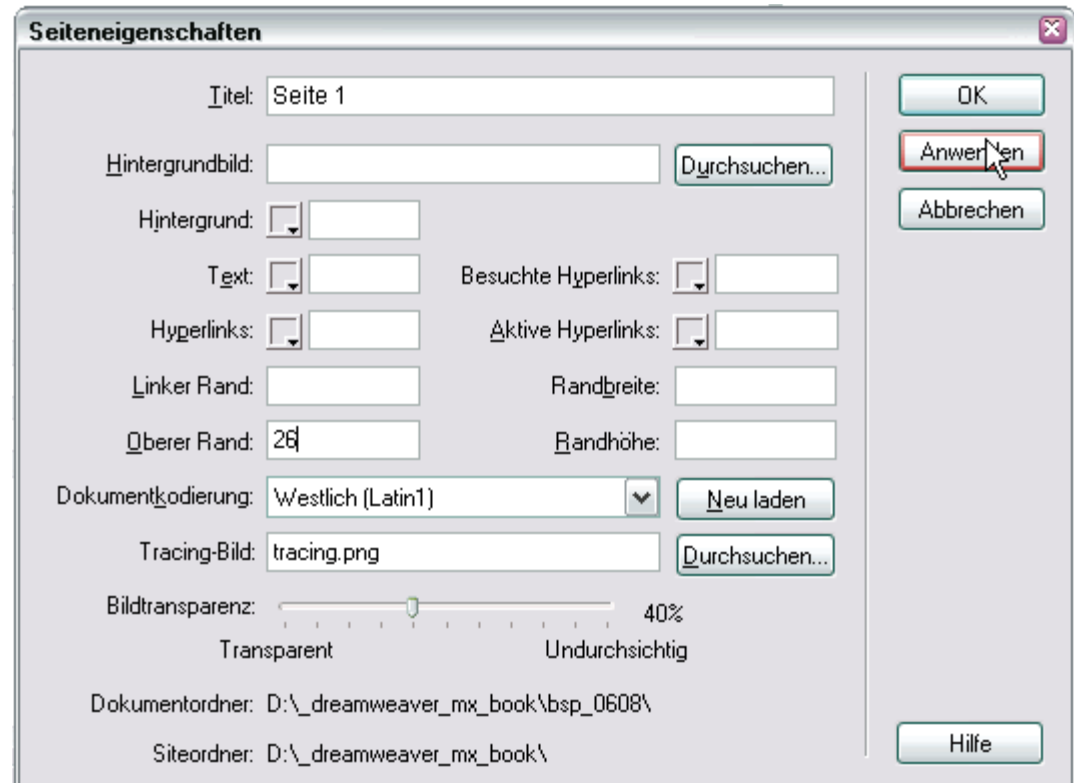 Seiteneigenschaften
Titel: Seite 1
OK
Hintergrundbild: Durchsuchen...
Anwenden
Hintergrund:
Abbrechen
Text: Besuchte Hyperlinks:
Hyperlinks: Aktive Hyperlinks:
Linker Rand: Randbreite:
Oberer Rand: 26 Randhöhe:
Dokumentkodierung: Westlich (Latin1) Neu laden
Tracing-Bild: tracing.png Durchsuchen...
Bildtransparenz: 40%
Transparent Undurchsichtig
Dokumentordner: D:\_dreamweaver_mx_book\bsp_0608\
Siteordner: D:\_dreamweaver_mx_book\
Hilfe